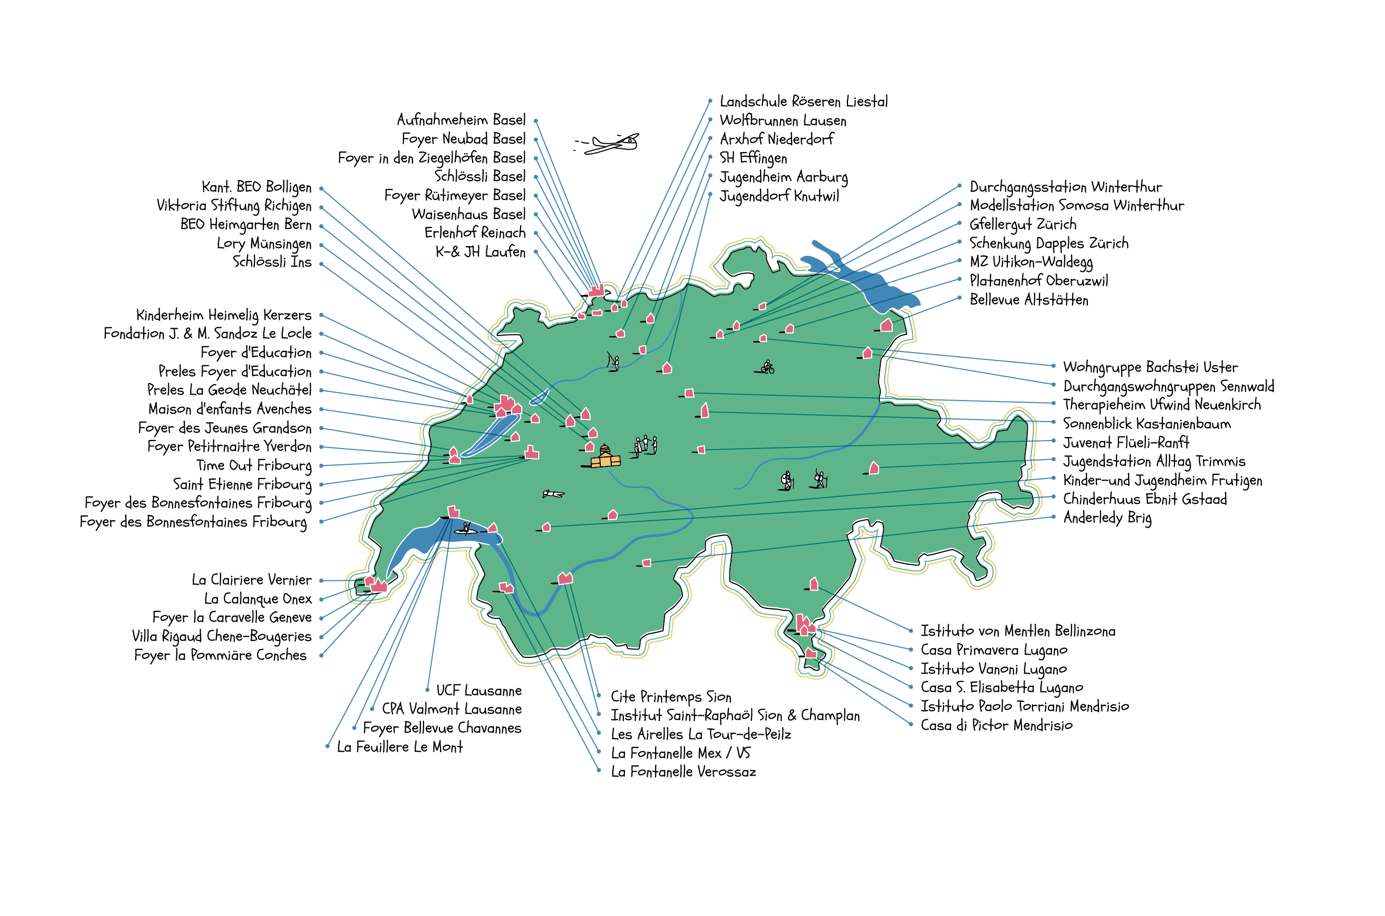 Landschule Röseren Liestal
Wolfbrunnen Lausen
Arxhof Niederdorf
SH Effingen
Jugendheim Aarburg
Jugenddorf Knutwil
Aufnahmeheim Basel
Foyer Neubad Basel
Foyer in den Ziegelhöfen Basel
Schlössli Basel
Foyer Rütimeyer Basel
Waisenhaus Basel
Erlenhof Reinach
K-& JH Laufen
Kant. BEO Bolligen
Viktoria Stiftung Richigen
BEO Heimgarten Bern
Lory Münsingen
Schlössli Ins
Durchgangsstation Winterthur
Modellstation Somosa Winterthur
Gfellergut Zürich
Schenkung Dapples Zürich
MZ Uitikon-Waldegg
Platanenhof Oberuzwil
Bellevue Altstätten
Kinderheim Heimelig Kerzers
Fondation J. & M. Sandoz Le Locle
Foyer d'Education
Preles Foyer d'Education
Preles La Geode Neuchâtel
Maison d'enfants Avenches
Foyer des Jeunes Grandson
Foyer Petitrnaitre Yverdon
Time Out Fribourg
Saint Etienne Fribourg
Foyer des Bonnesfontaines Fribourg
Foyer des Bonnesfontaines Fribourg
Wohngruppe Bachstei Uster
Durchgangswohngruppen Sennwald
Therapieheim Ufwind Neuenkirch
Sonnenblick Kastanienbaum
Juvenat Flüeli-Ranft
Jugendstation Alltag Trimmis
Kinder-und Jugendheim Frutigen
Chinderhuus Ebnit Gstaad
Anderledy Brig
La Clairiere Vernier
La Calanque Onex
Foyer la Caravelle Geneve
Villa Rigaud Chene-Bougeries
Foyer la Pommiäre Conches
Istituto von Mentlen Bellinzona
Casa Primavera Lugano
Istituto Vanoni Lugano
Casa S. Elisabetta Lugano
Istituto Paolo Torriani Mendrisio
Casa di Pictor Mendrisio
UCF Lausanne
CPA Valmont Lausanne
Foyer Bellevue Chavannes
La Feuillere Le Mont
Cite Printemps Sion
Institut Saint-Raphaöl Sion & Champlan
Les Airelles La Tour-de-Peilz
La Fontanelle Mex / VS
La Fontanelle Verossaz